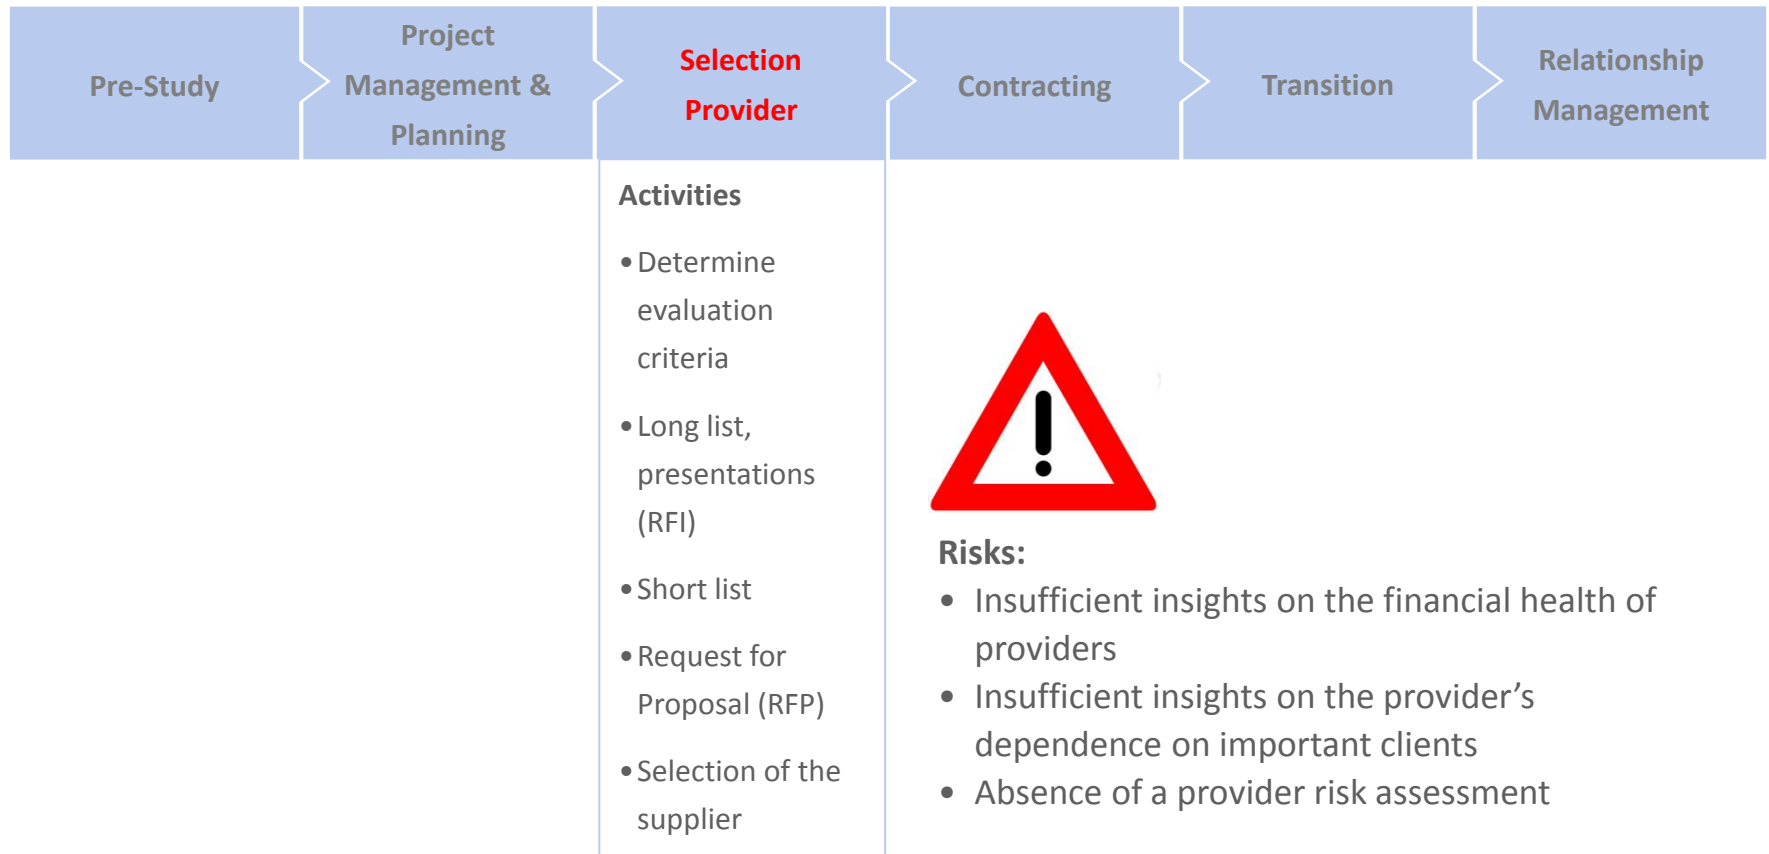 Pre-Study
Project
Management &
Planning
Selection
Provider
Contracting
Transition
Relationship
Management
Activities
•Determine
evaluation
criteria
•Long list,
presentations
(RFI)
•Short list
•Request for
Proposal (RFP)
•Selection of the
supplier
Risks:
• Insufficient insights on the financial health of
providers
• Insufficient insights on the provider’s
dependence on important clients
• Absence of a provider risk assessment